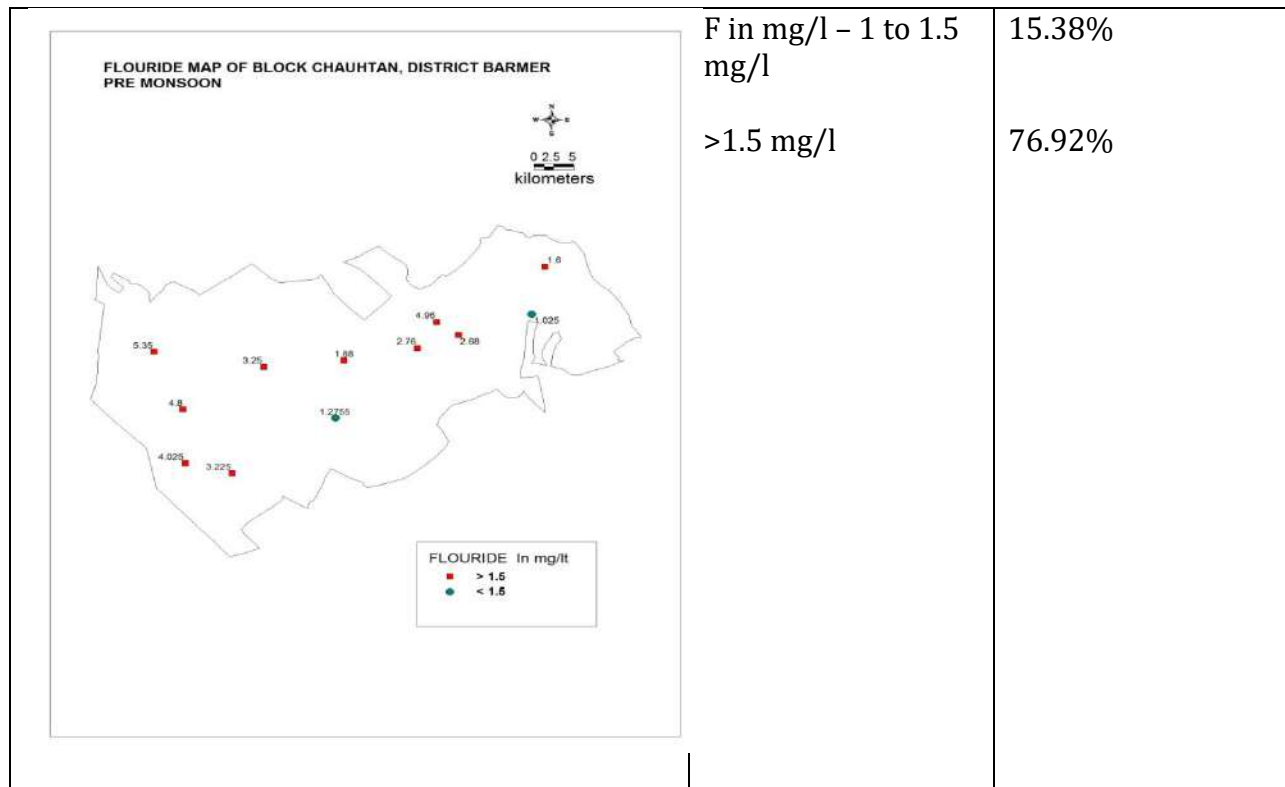 FLOURIDE MAP OF BLOCK CHAUHTAN, DISTRICT BARMER
PRE MONSOON
N
W E
S
0 2.5 5
kilometers
1.6
1.025
4.96
2.68
2.76
1.88
3.25
5.35
4.8
1.2755
4.025
3.225
FLOURIDE In mg/lt
> 1.5
< 1.5
F in mg/l – 1 to 1.5
mg/l
15.38%
>1.5 mg/l
76.92%